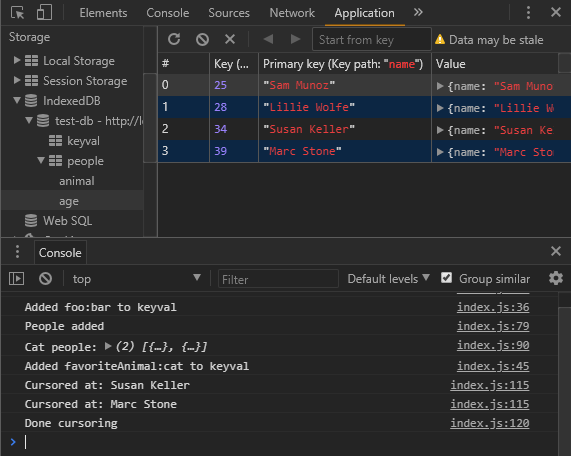 Elements Console Sources Network Application
Storage
Local Storage
Session Storage
IndexedDB
test-db - http://l
keyval
people
animal
age
Web SQL
Start from key
Data may be stale
# Key (... Primary key (Key path: "name") Value
0 25 "Sam Munoz" {name: "Sam Muno
1 28 "Lillie Wolfe" {name: "Lillie W
2 34 "Susan Keller" {name: "Susan Ke
3 39 "Marc Stone" {name: "Marc Sto
Console
top Filter Default levels Group similar
Added foo:bar to keyval index.js:36
People added index.js:79
Cat people: (2) [{…}, {…}] index.js:90
Added favoriteAnimal:cat to keyval index.js:45
Cursored at: Susan Keller index.js:115
Cursored at: Marc Stone index.js:115
Done cursoring index.js:120
>